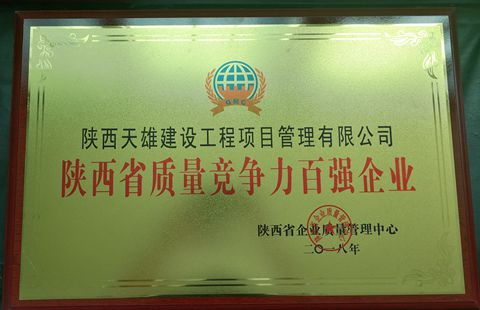 QMC
陕西天雄建设工程项目管理有限公司
陕西省质量竞争力百强企业
陕西省企业质量管理中心
二〇一八年